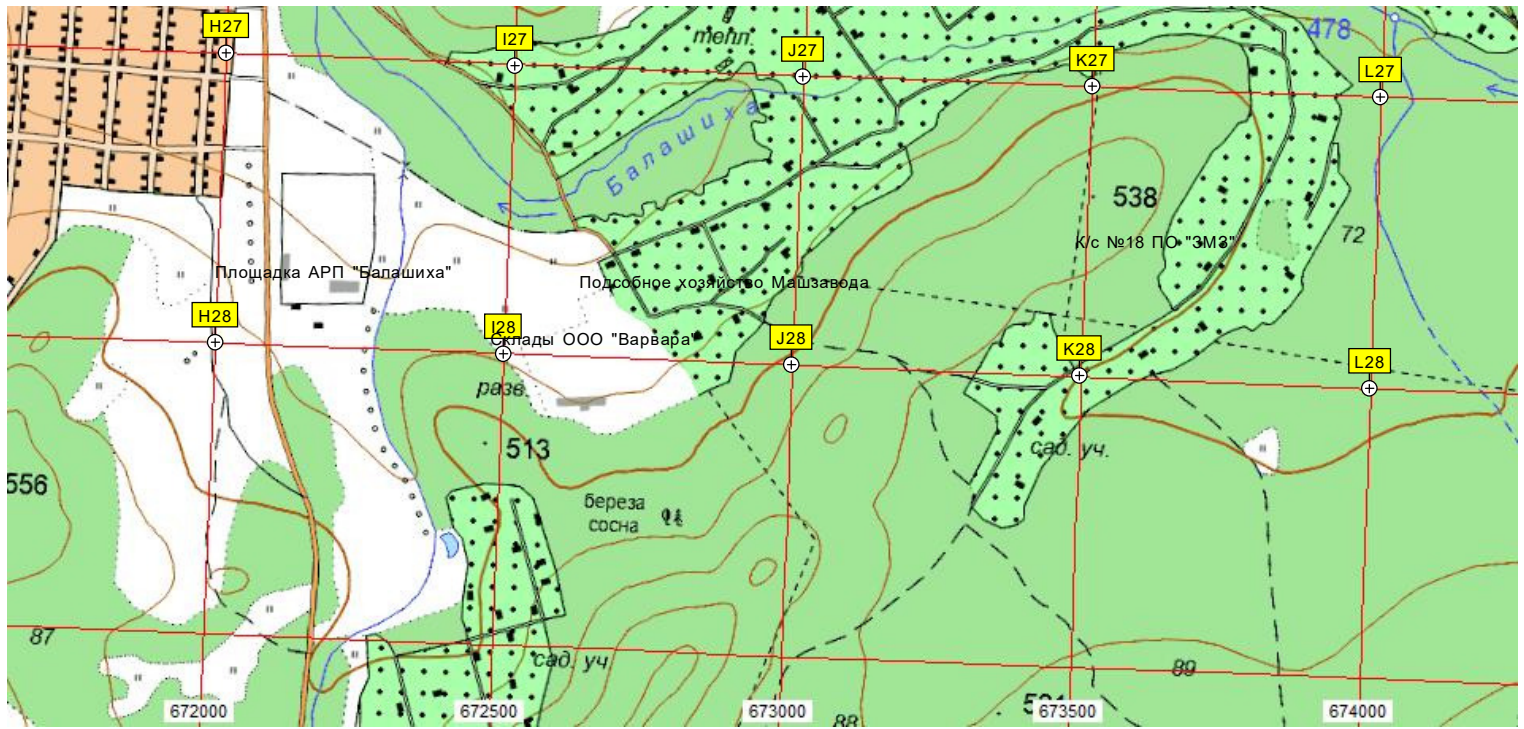 H27
478
тепл.
I27
J27
K27
L27
Балашиха
538
72
К/с №18 ПО "ЗМЗ"
Площадка АРП "Балашиха"
Подсобное хозяйство Машзавода
H28
I28
Склады ООО "Варвара"
J28
K28
L28
разв.
513
сад. уч.
556
береза
сосна
87
сад. уч
89
88
672000
672500
673000
673500
674000